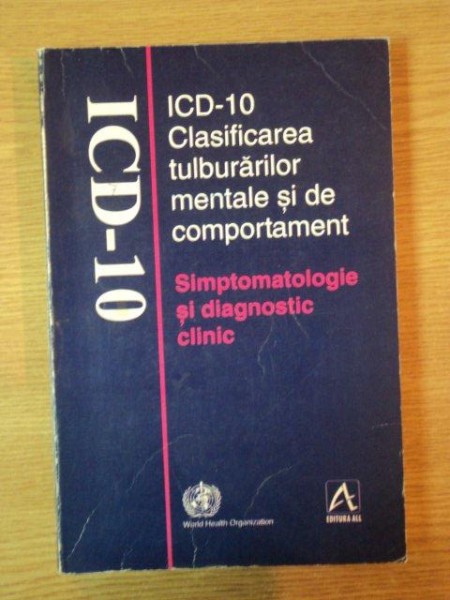 ICD-10
ICD-10
Clasificarea
tulburărilor
mentale și de
comportament
Simptomatologie
și diagnostic
clinic
World Health Organization
A
EDITURA ALL